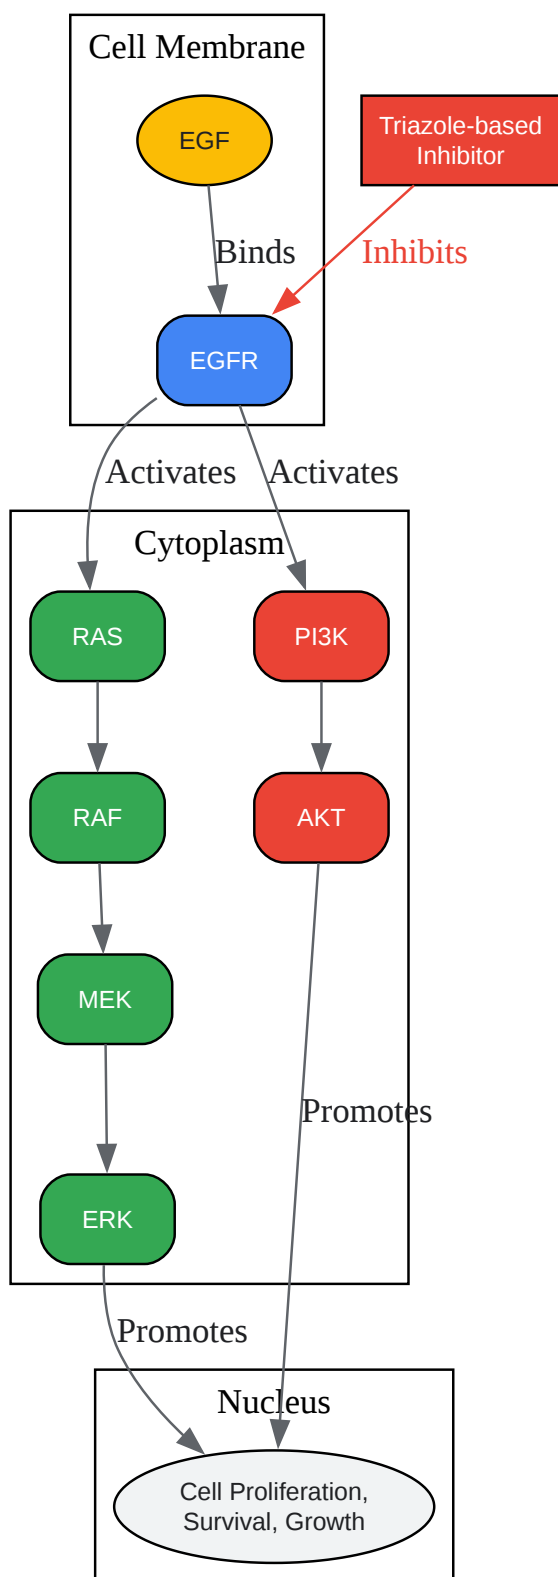 Cell Membrane
EGF
Triazole-based
Inhibitor
Binds
Inhibits
EGFR
Activates
Activates
Cytoplasm
RAS
PI3K
RAF
AKT
MEK
Promotes
ERK
Promotes
Nucleus
Cell Proliferation,
Survival, Growth